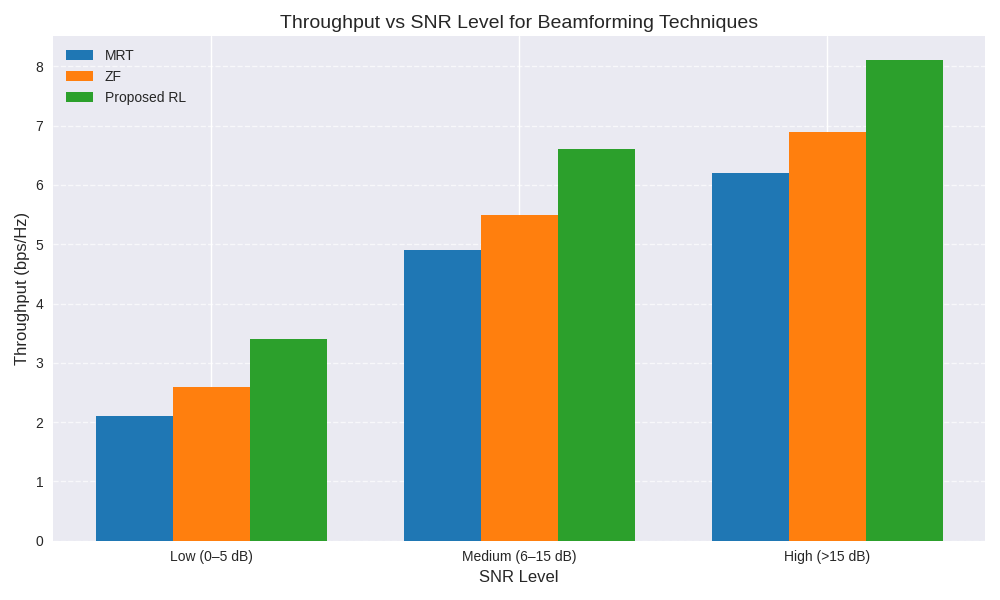 Throughput vs SNR Level for Beamforming Techniques
MRT
ZF
Proposed RL
Throughput (bps/Hz)
8
7
6
5
4
3
2
1
0
Low (0–5 dB)
Medium (6–15 dB)
High (>15 dB)
SNR Level